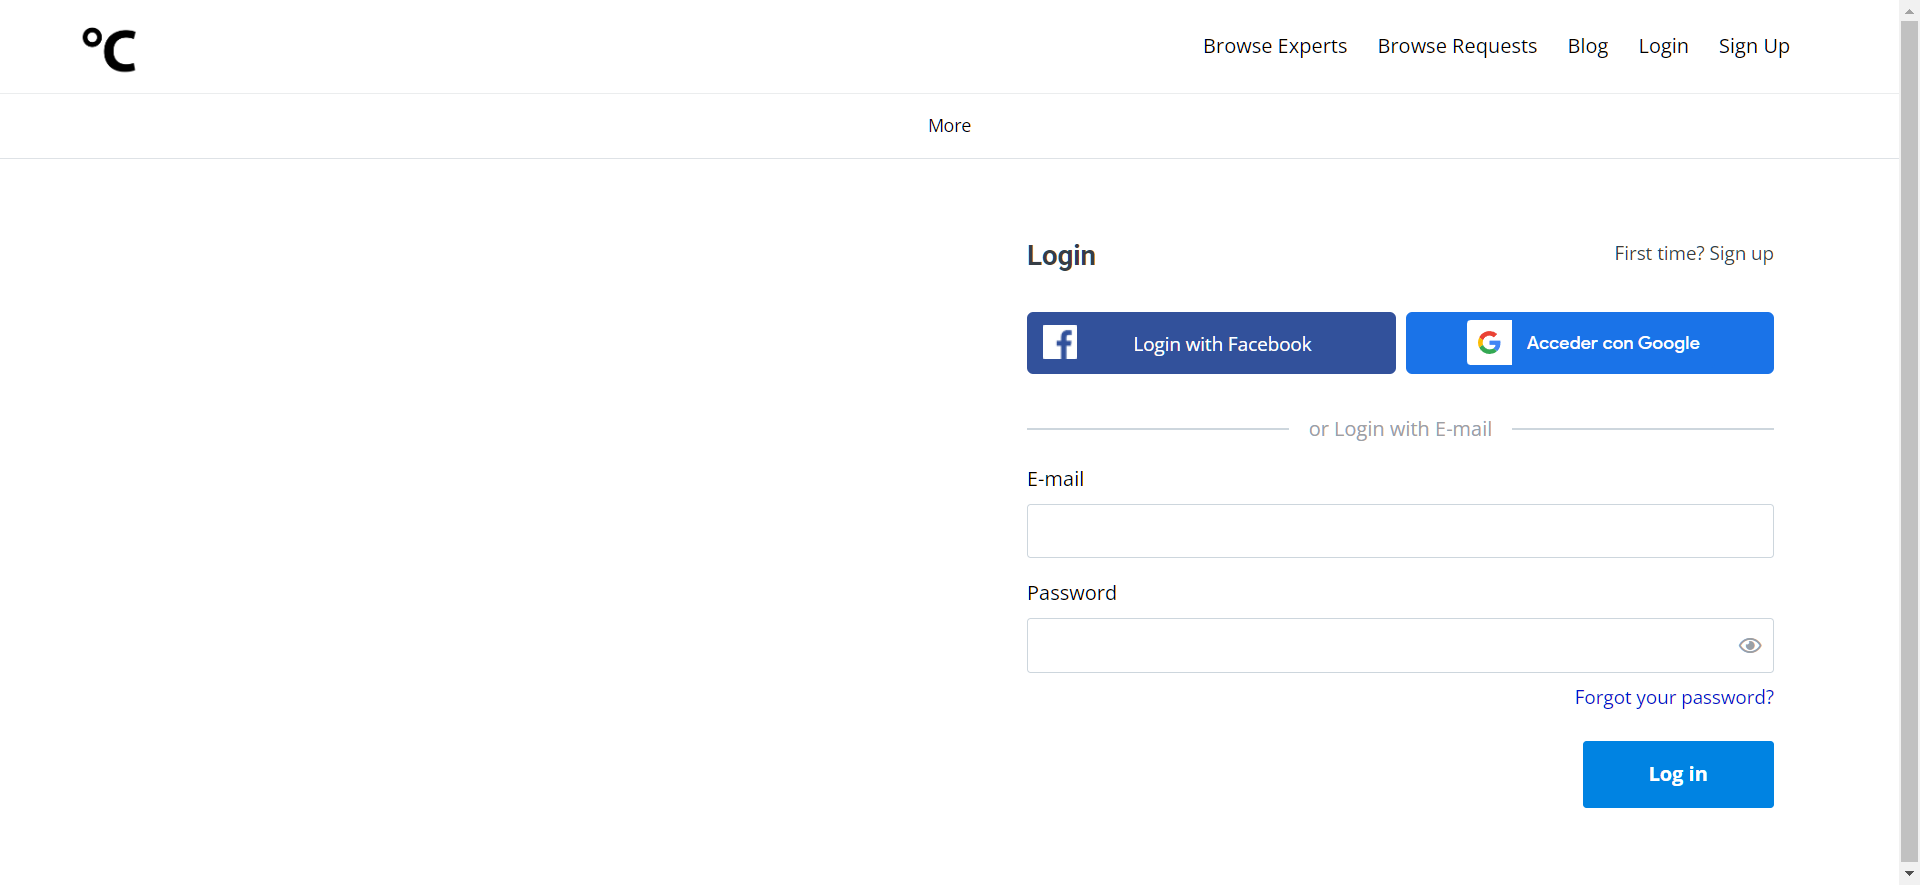 °C
Browse Experts Browse Requests Blog Login Sign Up
More
Login
First time? Sign up
Login with Facebook
Acceder con Google
or Login with E-mail
E-mail
Password
Forgot your password?
Log in